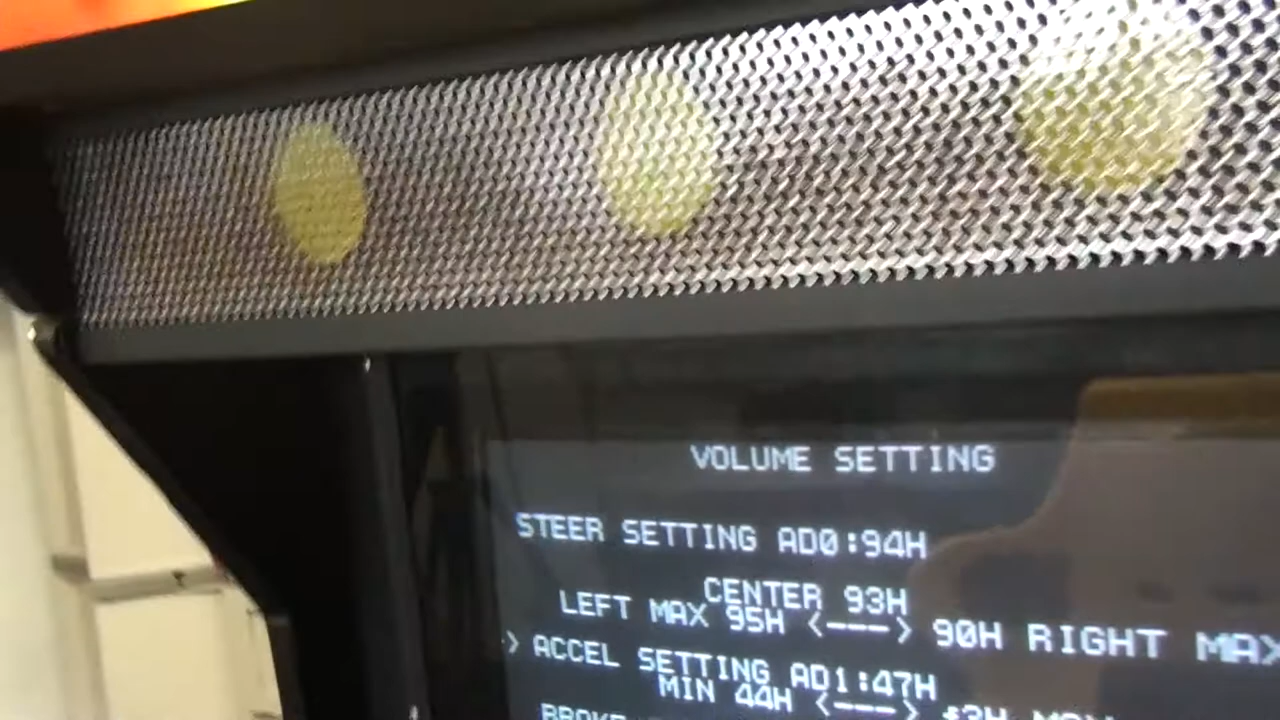 VOLUME SETTING
STEER SETTING AD0:94H
CENTER 93H
LEFT MAX 95H <---> 90H RIGHT MAX
-> ACCEL SETTING AD1:47H
MIN 44H <--->